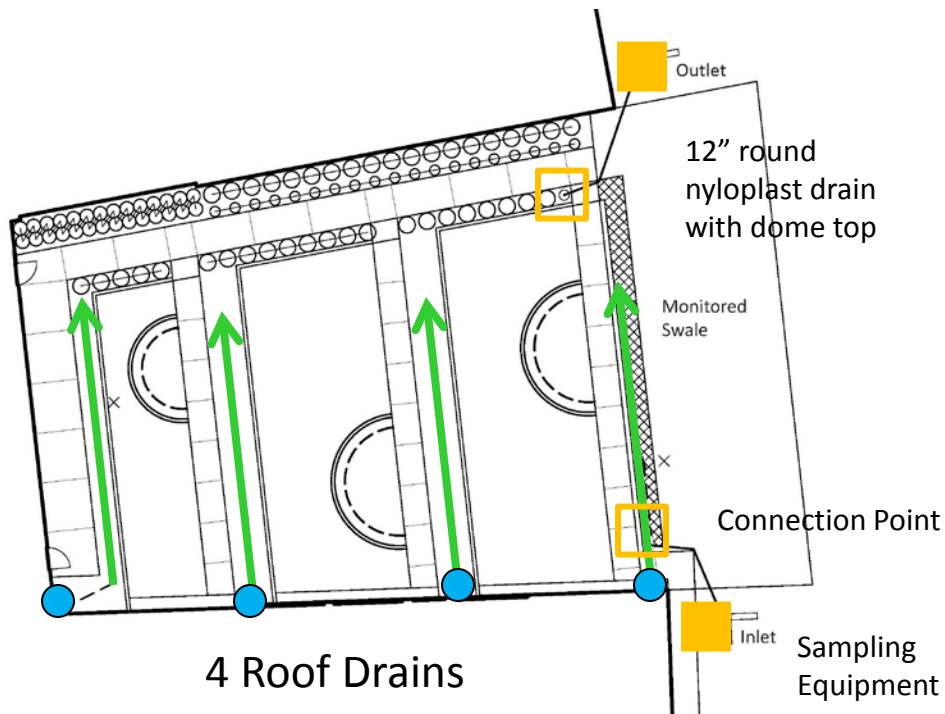 Outlet
12” round
nyloplast drain
with dome top
Monitored
Swale
Connection Point
Inlet
Sampling
Equipment
4 Roof Drains